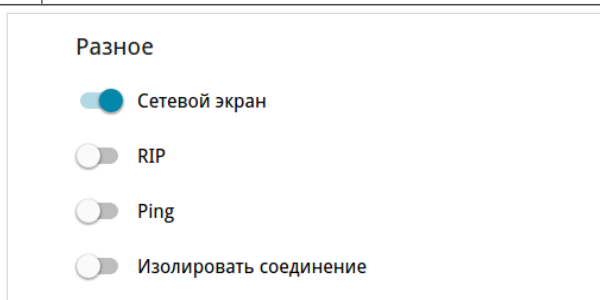 Разное
Сетевой экран
RIP
Ping
Изолировать соединение